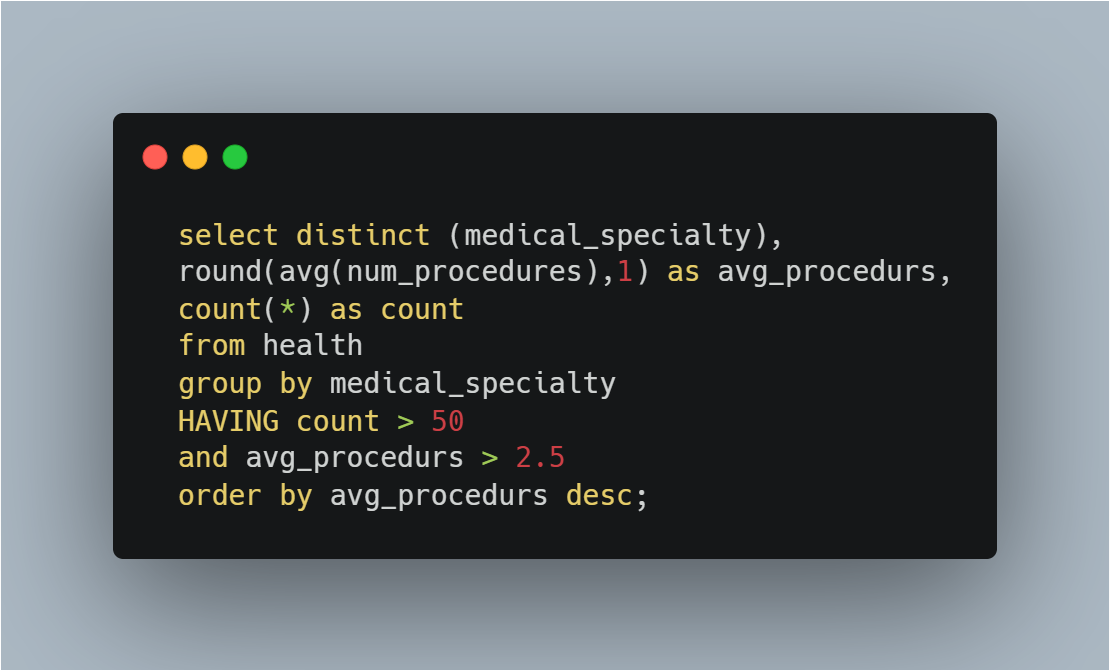 select distinct (medical_specialty),
round(avg(num_procedures),1) as avg_procedurs,
count(*) as count
from health
group by medical_specialty
HAVING count > 50
and avg_procedurs > 2.5
order by avg_procedurs desc;